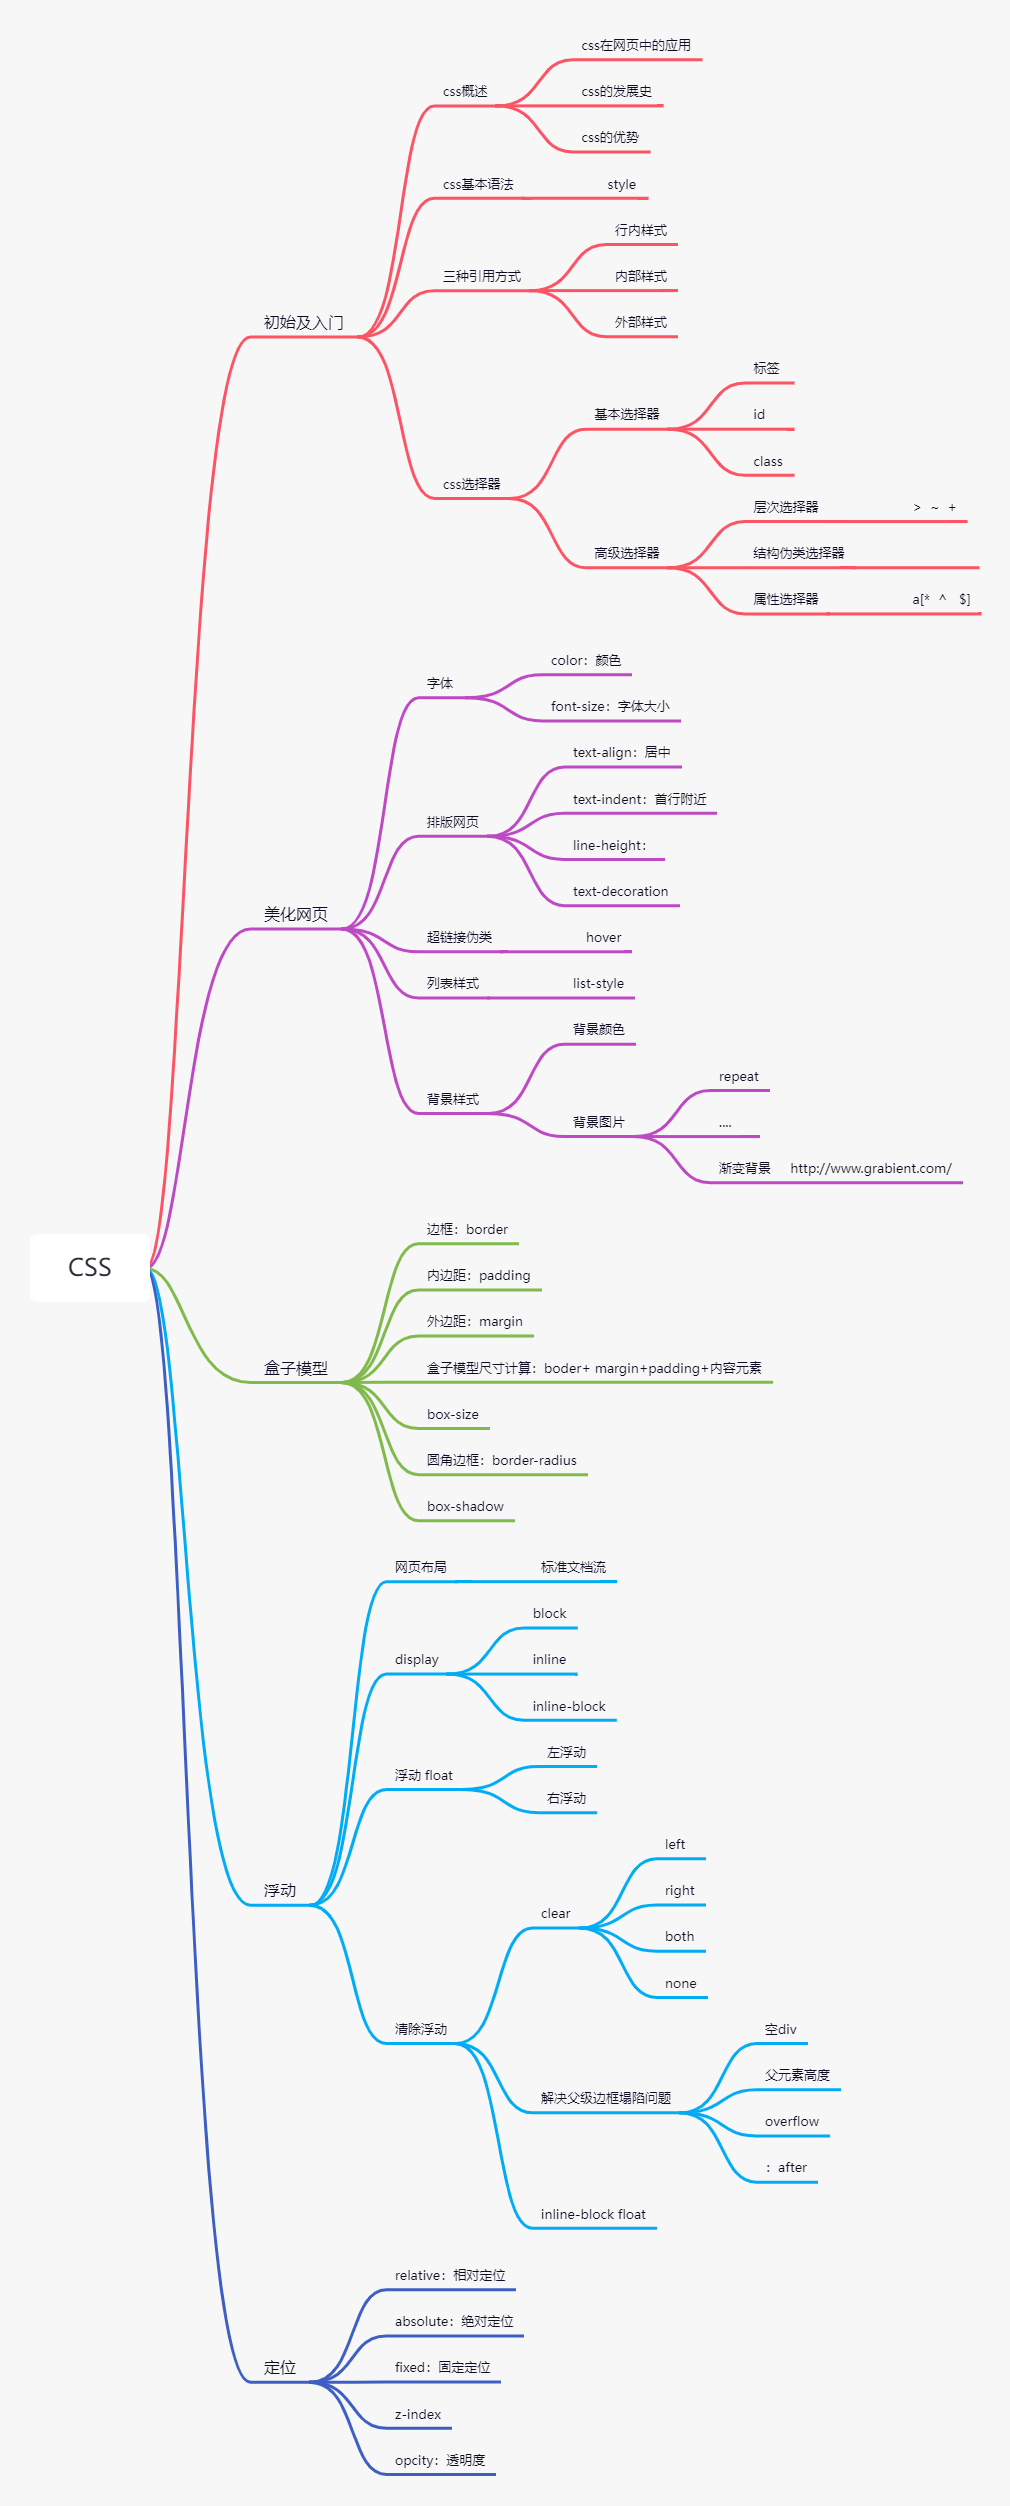 css在网页中的应用
css概述
css的发展史
css的优势
css基本语法 style
行内样式
三种引用方式
内部样式
外部样式
初始及入门
标签
基本选择器
id
class
css选择器
层次选择器 > ~ +
高级选择器
结构伪类选择器
属性选择器 a[* ^ $]
color：颜色
字体
font-size：字体大小
text-align：居中
text-indent：首行附近
排版网页
line-height：
text-decoration
美化网页
超链接伪类 hover
列表样式 list-style
背景颜色
背景样式
repeat
背景图片
....
渐变背景 http://www.grabient.com/
边框：border
CSS
内边距：padding
外边距：margin
盒子模型
盒子模型尺寸计算：boder+ margin+padding+内容元素
box-size
圆角边框：border-radius
box-shadow
网页布局 标准文档流
block
display
inline
inline-block
左浮动
浮动 float
右浮动
left
浮动
right
clear
both
none
清除浮动
空div
父元素高度
解决父级边框塌陷问题
overflow
：after
inline-block float
relative：相对定位
absolute：绝对定位
定位
fixed：固定定位
z-index
opcity：透明度